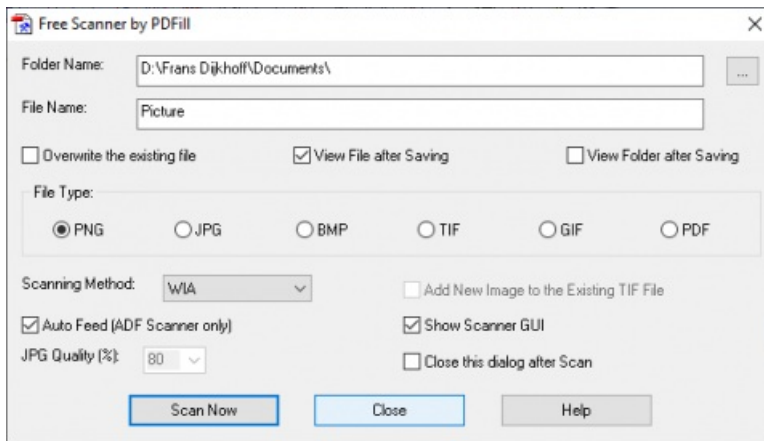 Free Scanner by PDFill
Folder Name: D:\Frans Dijkhoff\Documents\ ...
File Name: Picture
Overwrite the existing file View File after Saving View Folder after Saving
File Type:
PNG JPG BMP TIF GIF PDF
Scanning Method: WIA Add New Image to the Existing TIF File
Auto Feed (ADF Scanner only) Show Scanner GUI
JPG Quality (%): 80 Close this dialog after Scan
Scan Now Close Help